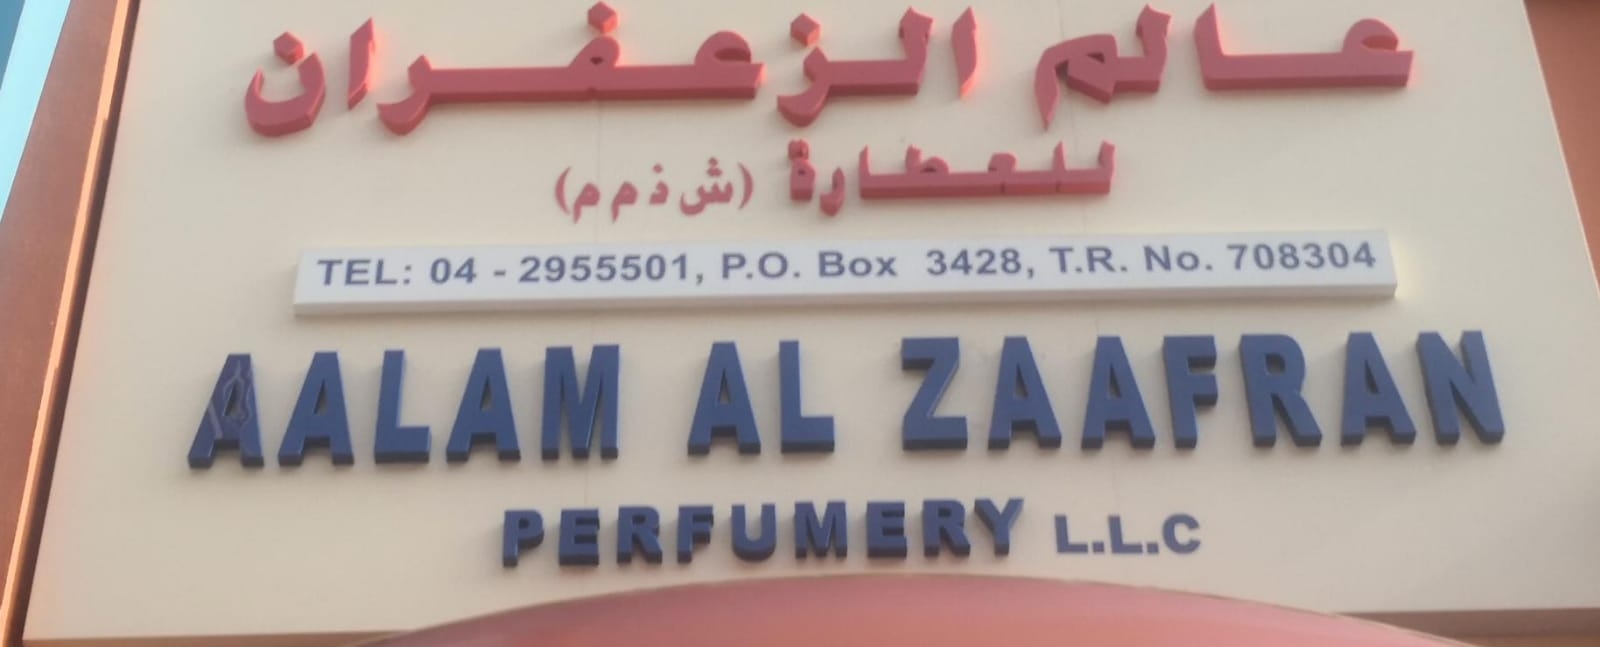 عالم الزعفران
للعطارة (ش ذ م م)
TEL: 04 - 2955501, P.O. Box 3428, T.R. No. 708304
AALAM AL ZAAFRAN
PERFUMERY L.L.C